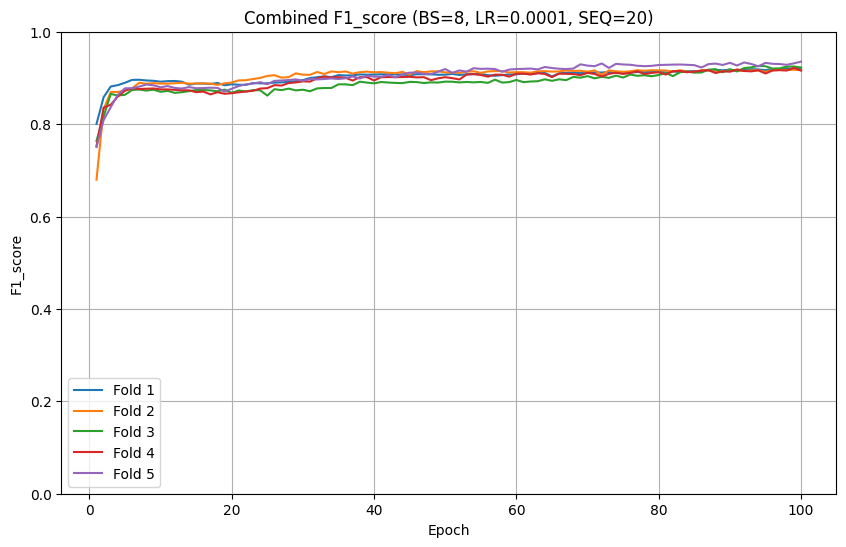 Combined F1_score (BS=8, LR=0.0001, SEQ=20)
F1_score
1.0
0.8
0.6
0.4
0.2
0.0
Fold 1
Fold 2
Fold 3
Fold 4
Fold 5
0 20 40 60 80 100
Epoch